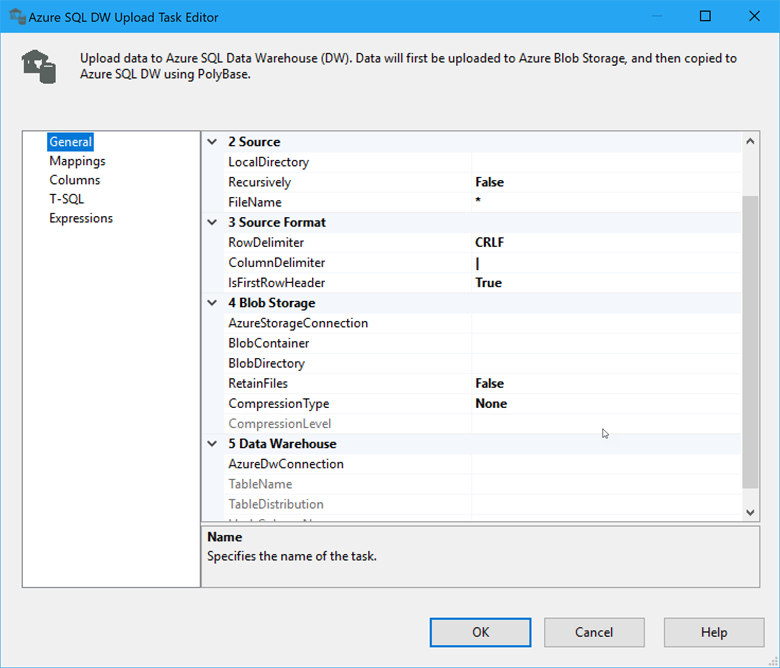 Azure SQL DW Upload Task Editor
Upload data to Azure SQL Data Warehouse (DW). Data will first be uploaded to Azure Blob Storage, and then copied to
Azure SQL DW using PolyBase.
General
Mappings
Columns
T-SQL
Expressions
2 Source
LocalDirectory
Recursively False
FileName *
3 Source Format
RowDelimiter CRLF
ColumnDelimiter |
IsFirstRowHeader True
4 Blob Storage
AzureStorageConnection
BlobContainer
BlobDirectory
RetainFiles False
CompressionType None
CompressionLevel
5 Data Warehouse
AzureDwConnection
TableName
TableDistribution
Name
Specifies the name of the task.
OK Cancel Help